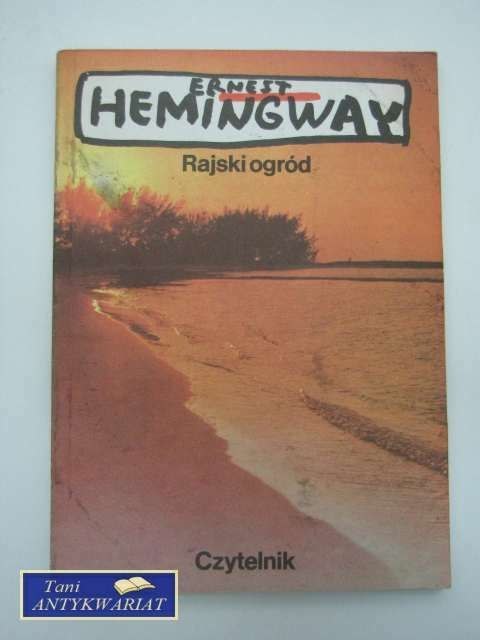 ERNEST
HEMINGWAY
Rajski ogród
Czytelnik
Tani
ANTYKWARIAT